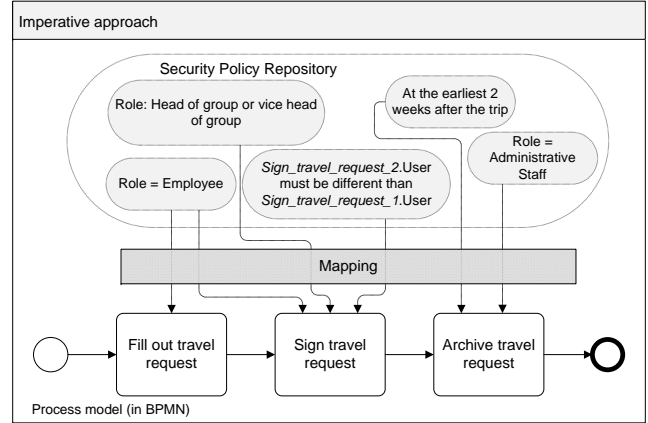 Imperative approach
Security Policy Repository
Role: Head of group or vice head
of group
At the earliest 2
weeks after the trip
Role =
Administrative
Staff
Role = Employee
Sign_travel_request_2.User
must be different than
Sign_travel_request_1.User
Mapping
Fill out travel
request
Sign travel
request
Archive travel
request
Process model (in BPMN)